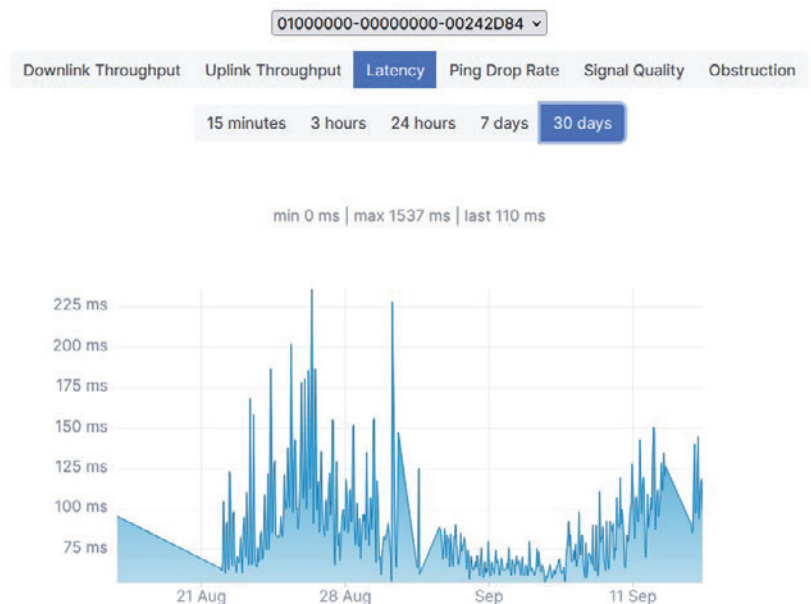 01000000-00000000-00242D84
Downlink Throughput Uplink Throughput Latency Ping Drop Rate Signal Quality Obstruction
15 minutes 3 hours 24 hours 7 days 30 days
min 0 ms | max 1537 ms | last 110 ms
225 ms
200 ms
175 ms
150 ms
125 ms
100 ms
75 ms
21 Aug 28 Aug Sep 11 Sep